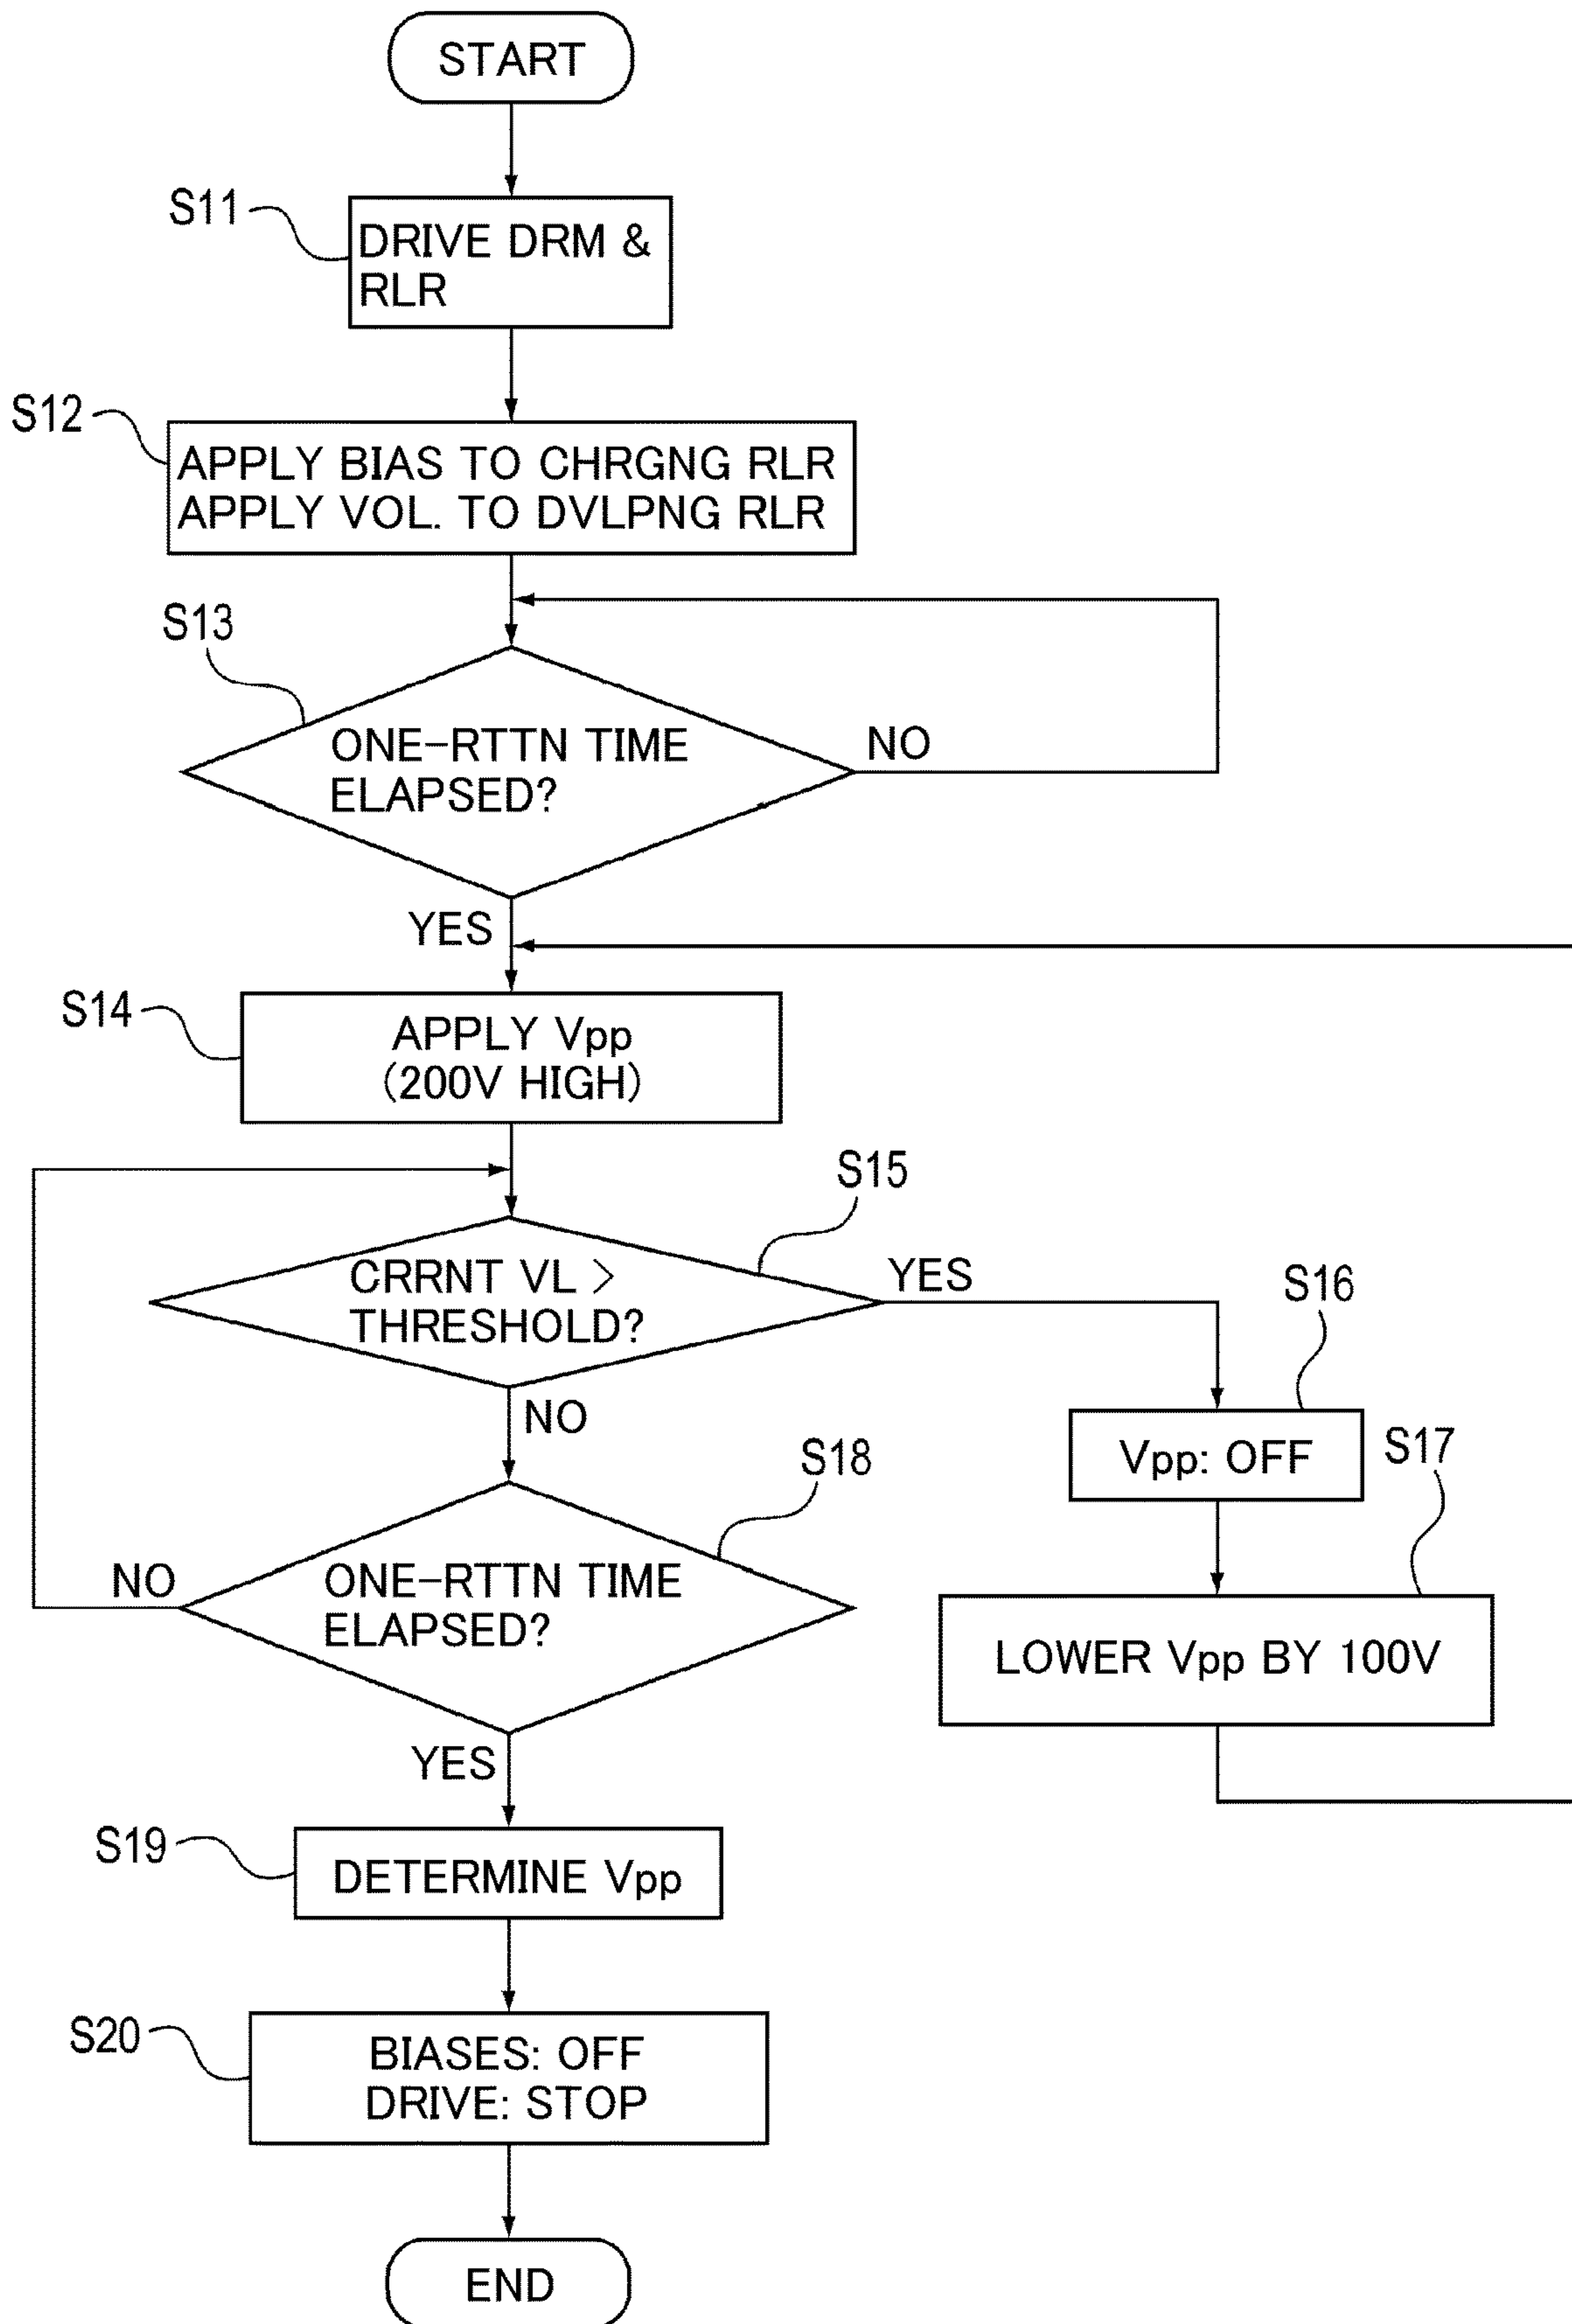 START
S11
DRIVE DRM &
RLR
S12
APPLY BIAS TO CHRGNG RLR
APPLY VOL. TO DVLPNG RLR
S13
ONE-RTTN TIME
ELAPSED?
NO
YES
S14
APPLY Vpp
(200V HIGH)
S15
CRRNT VL >
THRESHOLD?
YES
NO
S16
Vpp: OFF
S17
LOWER Vpp BY 100V
S18
ONE-RTTN TIME
ELAPSED?
NO
YES
S19
DETERMINE Vpp
S20
BIASES: OFF
DRIVE: STOP
END